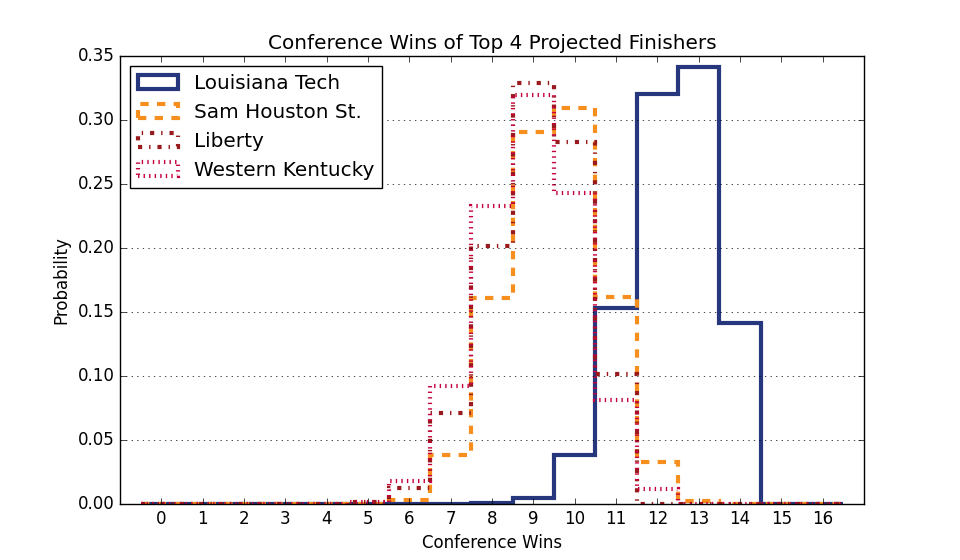 Conference Wins of Top 4 Projected Finishers
0.35
0.30
0.25
0.20
0.15
0.10
0.05
0.00
Probability
Louisiana Tech
Sam Houston St.
Liberty
Western Kentucky
0 1 2 3 4 5 6 7 8 9 10 11 12 13 14 15 16
Conference Wins